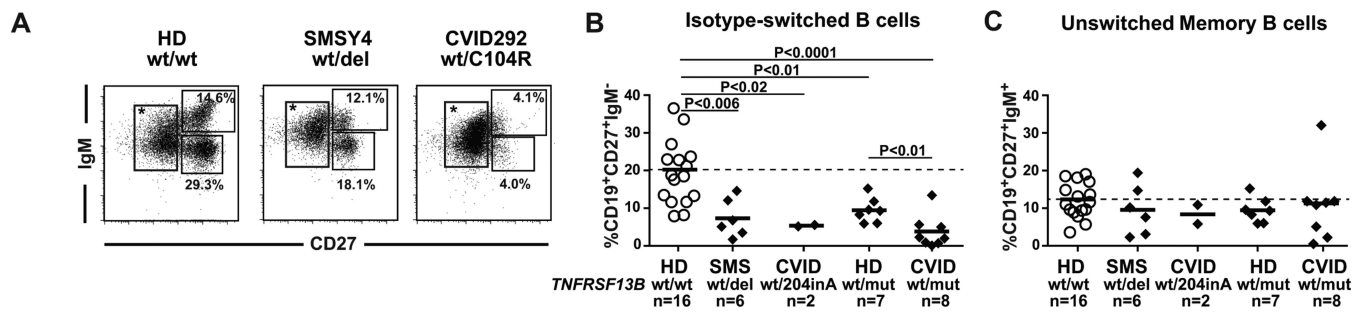 A
HD
wt/wt
SMSY4
wt/del
CVID292
wt/C104R
* 14.6%
* 12.1%
* 4.1%
29.3%
18.1%
4.0%
IgM
CD27
B
Isotype-switched B cells
P<0.0001
P<0.01
P<0.02
P<0.006
P<0.01
%CD19+CD27+IgM-
40
30
20
10
0
HD SMS CVID HD CVID
TNFRSF13B wt/wt wt/del wt/204inA wt/mut wt/mut
n=16 n=6 n=2 n=7 n=8
C
Unswitched Memory B cells
%CD19+CD27+IgM+
40
30
20
10
0
HD SMS CVID HD CVID
wt/wt wt/del wt/204inA wt/mut wt/mut
n=16 n=6 n=2 n=7 n=8